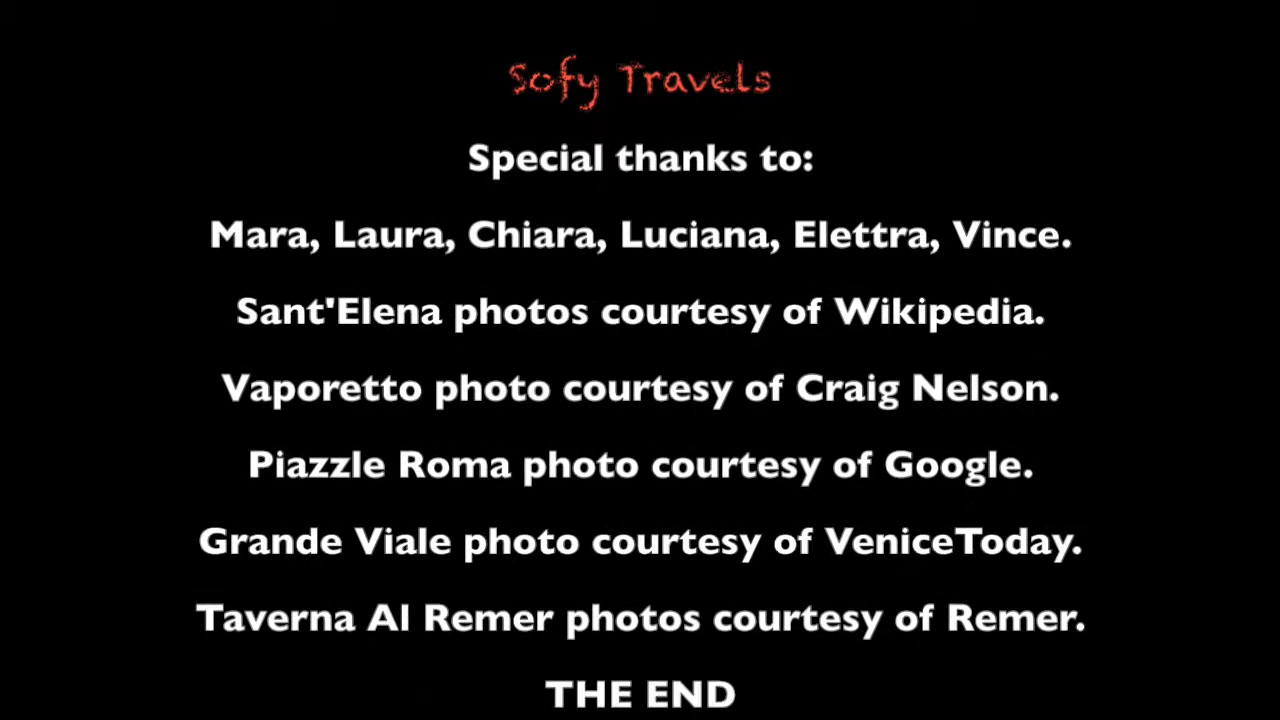 Sofy Travels
Special thanks to:
Mara, Laura, Chiara, Luciana, Elettra, Vince.
Sant'Elena photos courtesy of Wikipedia.
Vaporetto photo courtesy of Craig Nelson.
Piazzle Roma photo courtesy of Google.
Grande Viale photo courtesy of VeniceToday.
Taverna Al Remer photos courtesy of Remer.
THE END